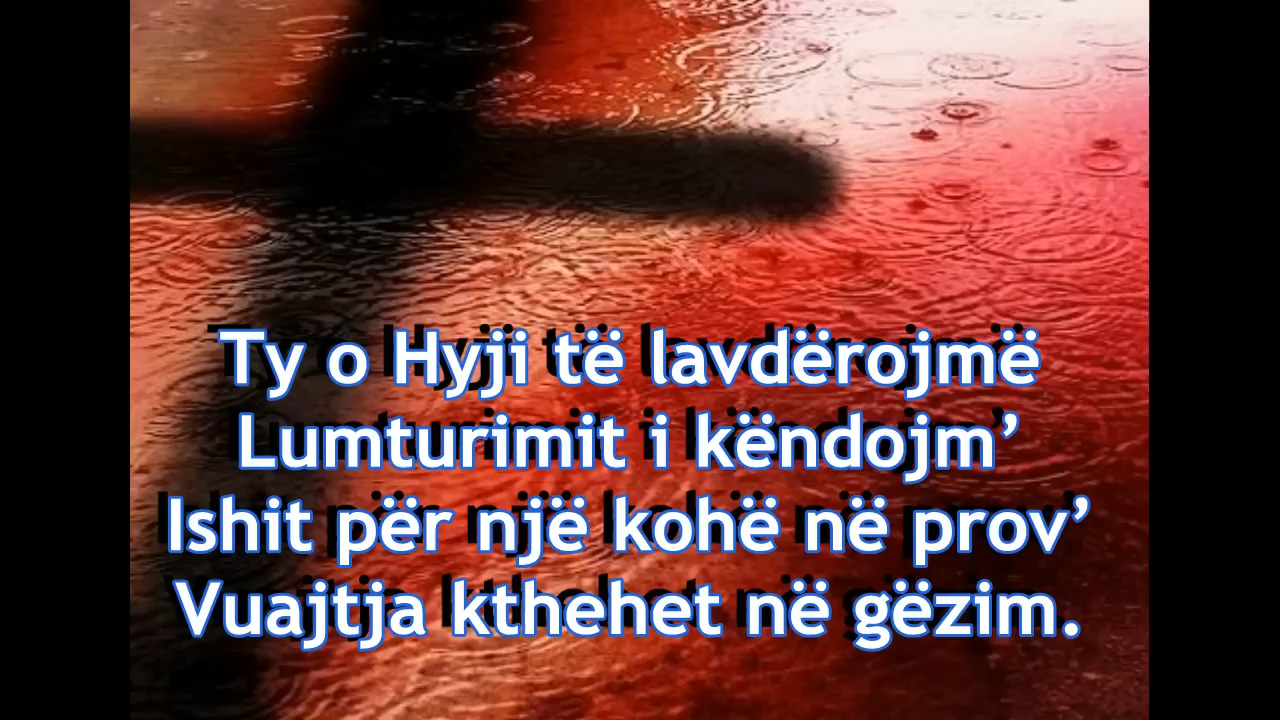 Ty o Hyji të lavdërojmë
Lumturimit i këndojm’
Ishit për një kohë në prov’
Vuajtja kthehet në gëzim.